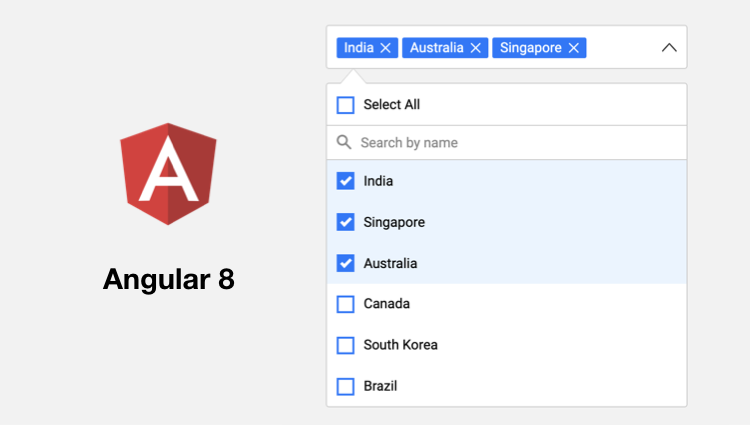 India Australia Singapore
Select All
Search by name
India
Singapore
Australia
Canada
South Korea
Brazil
Angular 8